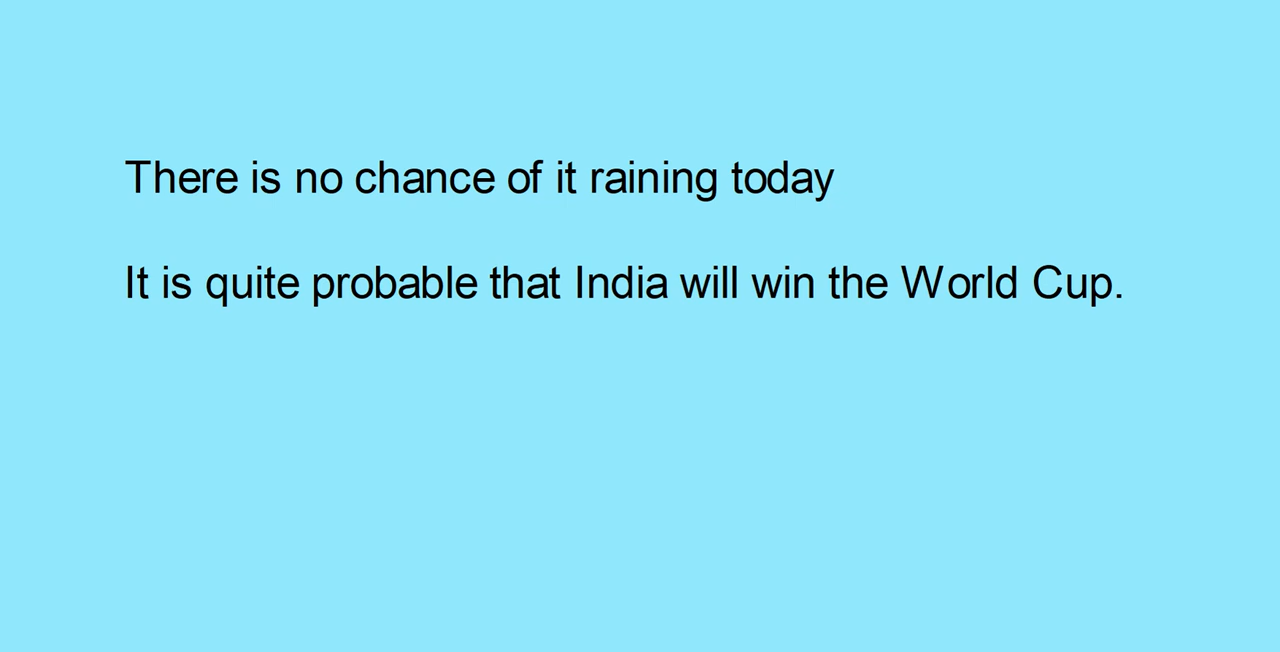 There is no chance of it raining today
It is quite probable that India will win the World Cup.